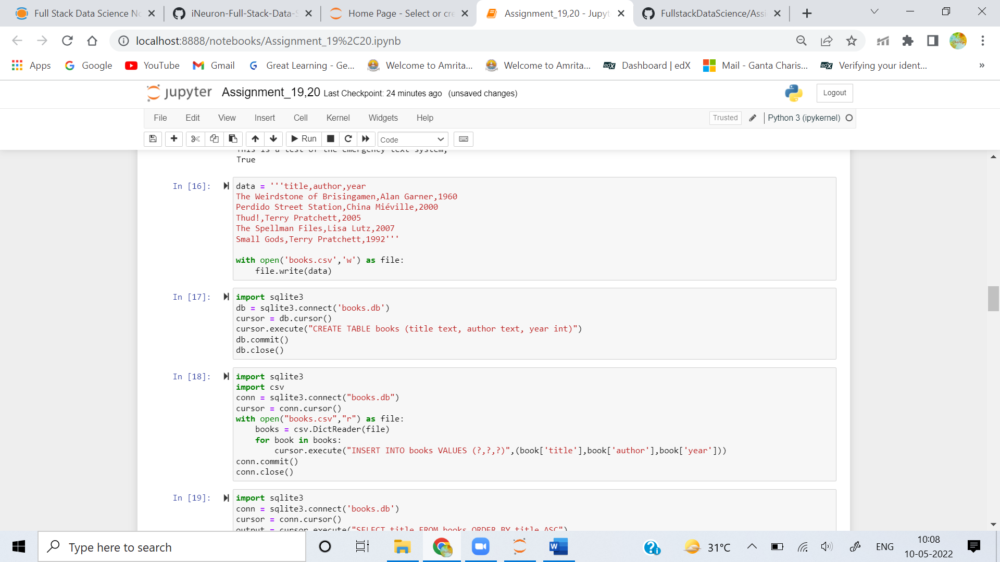 Full Stack Data Science No
iNeuron-Full-Stack-Data-S
Home Page - Select or cre
Assignment_19,20 - Jupyt
FullstackDataScience/Assi
localhost:8888/notebooks/Assignment_19%2C20.ipynb
Apps
Google
YouTube
Gmail
Great Learning - Ge...
Welcome to Amrita...
Welcome to Amrita...
edX
Dashboard | edX
Mail - Ganta Charis...
edX
Verifying your ident...
»
jupyter
Assignment_19,20 Last Checkpoint: 24 minutes ago (unsaved changes)
Logout
File
Edit
View
Insert
Cell
Kernel
Widgets
Help
Trusted
Python 3 (ipykernel)
Run
Code
This is a test of the emergency text system,
True
In [16]:
data = '''title,author,year
The Weirdstone of Brisingamen,Alan Garner,1960
Perdido Street Station,China Miéville,2000
Thud!,Terry Pratchett,2005
The Spellman Files,Lisa Lutz,2007
Small Gods,Terry Pratchett,1992'''
with open('books.csv','w') as file:
    file.write(data)
In [17]:
import sqlite3
db = sqlite3.connect('books.db')
cursor = db.cursor()
cursor.execute("CREATE TABLE books (title text, author text, year int)")
db.commit()
db.close()
In [18]:
import sqlite3
import csv
conn = sqlite3.connect("books.db")
cursor = conn.cursor()
with open("books.csv","r") as file:
    books = csv.DictReader(file)
    for book in books:
        cursor.execute("INSERT INTO books VALUES (?,?,?)",(book['title'],book['author'],book['year']))
conn.commit()
conn.close()
In [19]:
import sqlite3
conn = sqlite3.connect('books.db')
cursor = conn.cursor()
output = cursor.execute("SELECT title FROM books ORDER BY title ASC")
Type here to search
31°C
ENG
10:08
10-05-2022